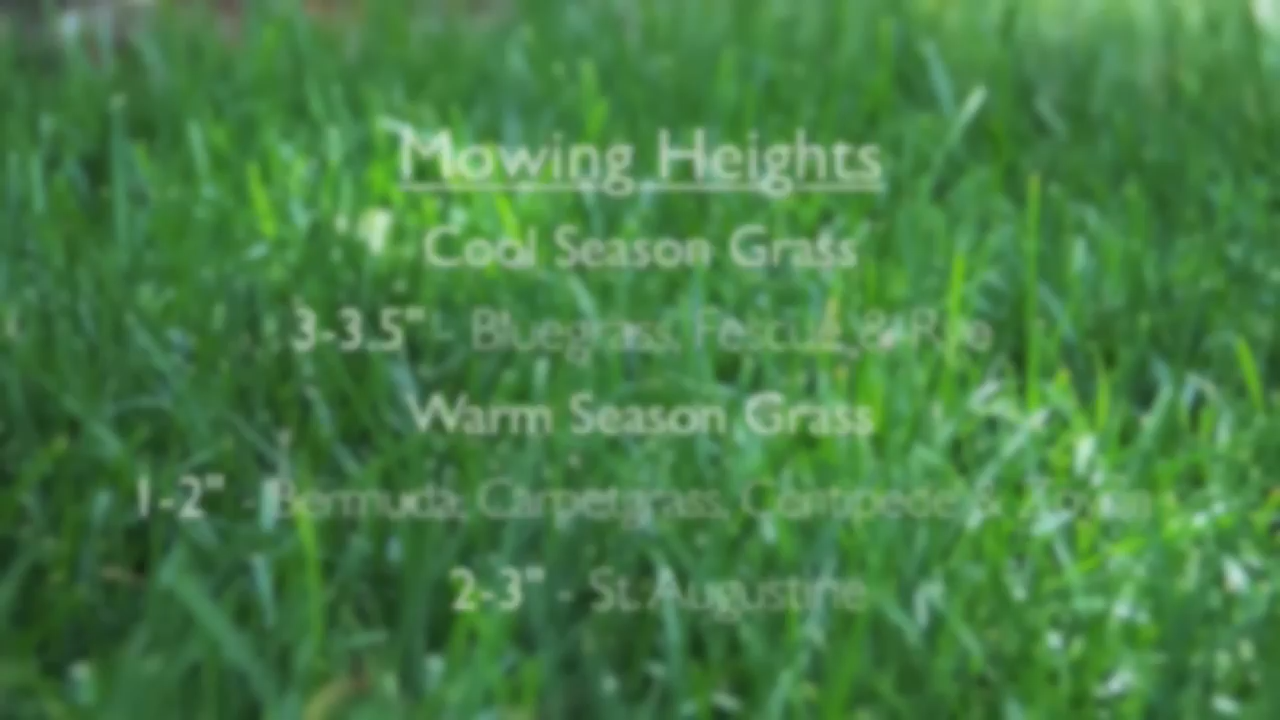 Mowing Heights
Cool Season Grass
3-3.5" - Bluegrass, Fescue & Rye
Warm Season Grass
1-2" - Bermuda, Carpetgrass, Centipede &
2-3" - St. Augustine